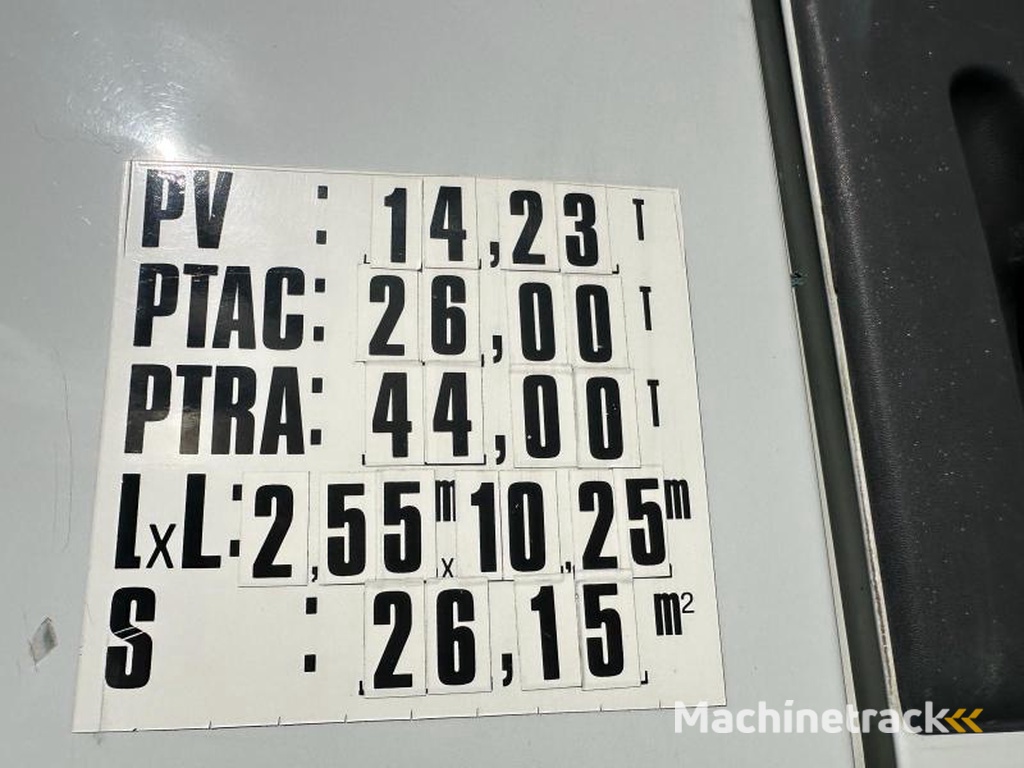 PV : 14,23 T
PTAC: 26,00 T
PTRA: 44,00 T
lxL: 2,55m x 10,25m
S : 26,15 m²
Machinetrack